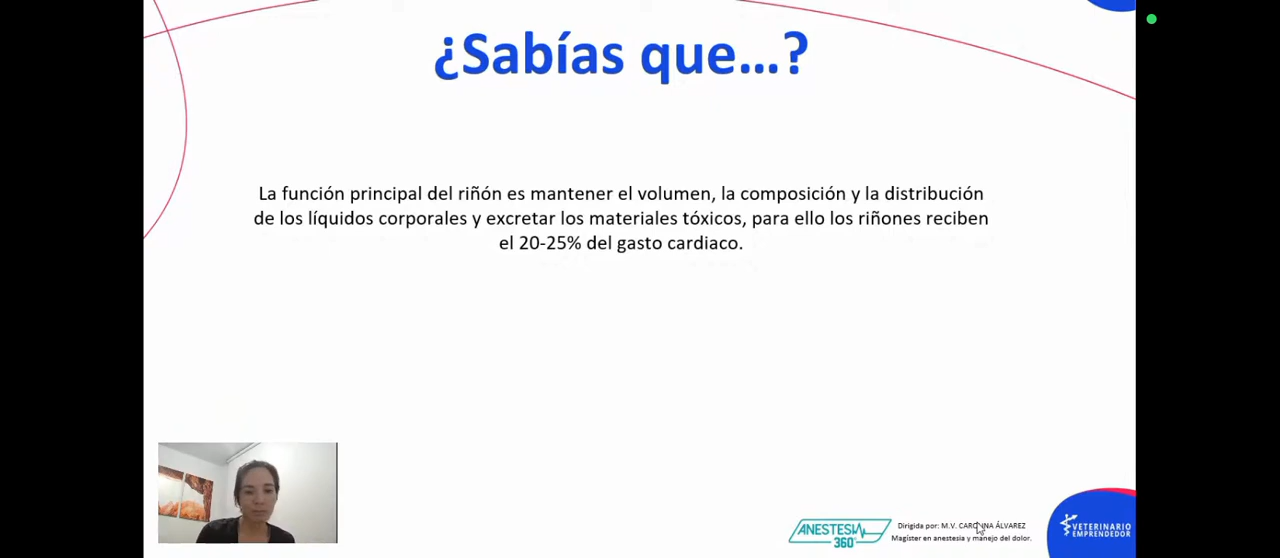 ¿Sabías que...?
La función principal del riñón es mantener el volumen, la composición y la distribución
de los líquidos corporales y excretar los materiales tóxicos, para ello los riñones reciben
el 20-25% del gasto cardiaco.
ANESTESIA
360°
Dirigida por: M.V. CAROLINA ÁLVAREZ
Magíster en anestesia y manejo del dolor.
VETERINARIO
EMPRENDEDOR